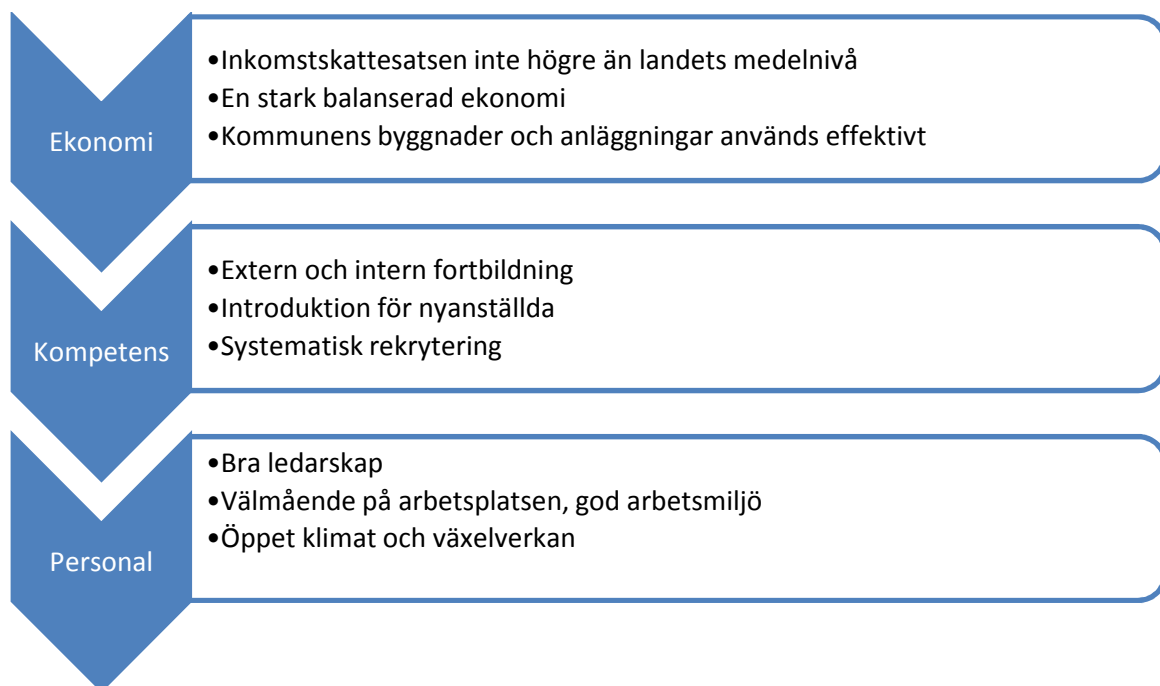 Ekonomi
•Inkomstskattesatsen inte högre än landets medelnivå
•En stark balanserad ekonomi
•Kommunens byggnader och anläggningar används effektivt
Kompetens
•Extern och intern fortbildning
•Introduktion för nyanställda
•Systematisk rekrytering
Personal
•Bra ledarskap
•Välmående på arbetsplatsen, god arbetsmiljö
•Öppet klimat och växelverkan